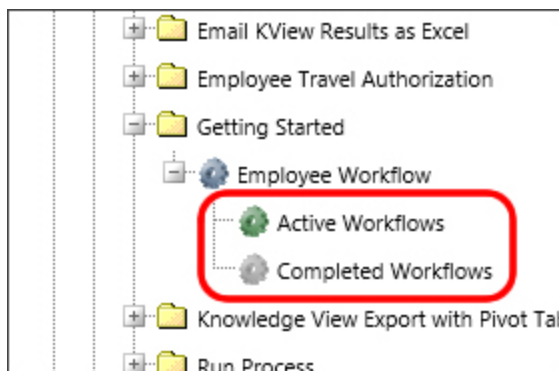 Email KView Results as Excel
Employee Travel Authorization
Getting Started
Employee Workflow
Active Workflows
Completed Workflows
Knowledge View Export with Pivot Tal
Run Process